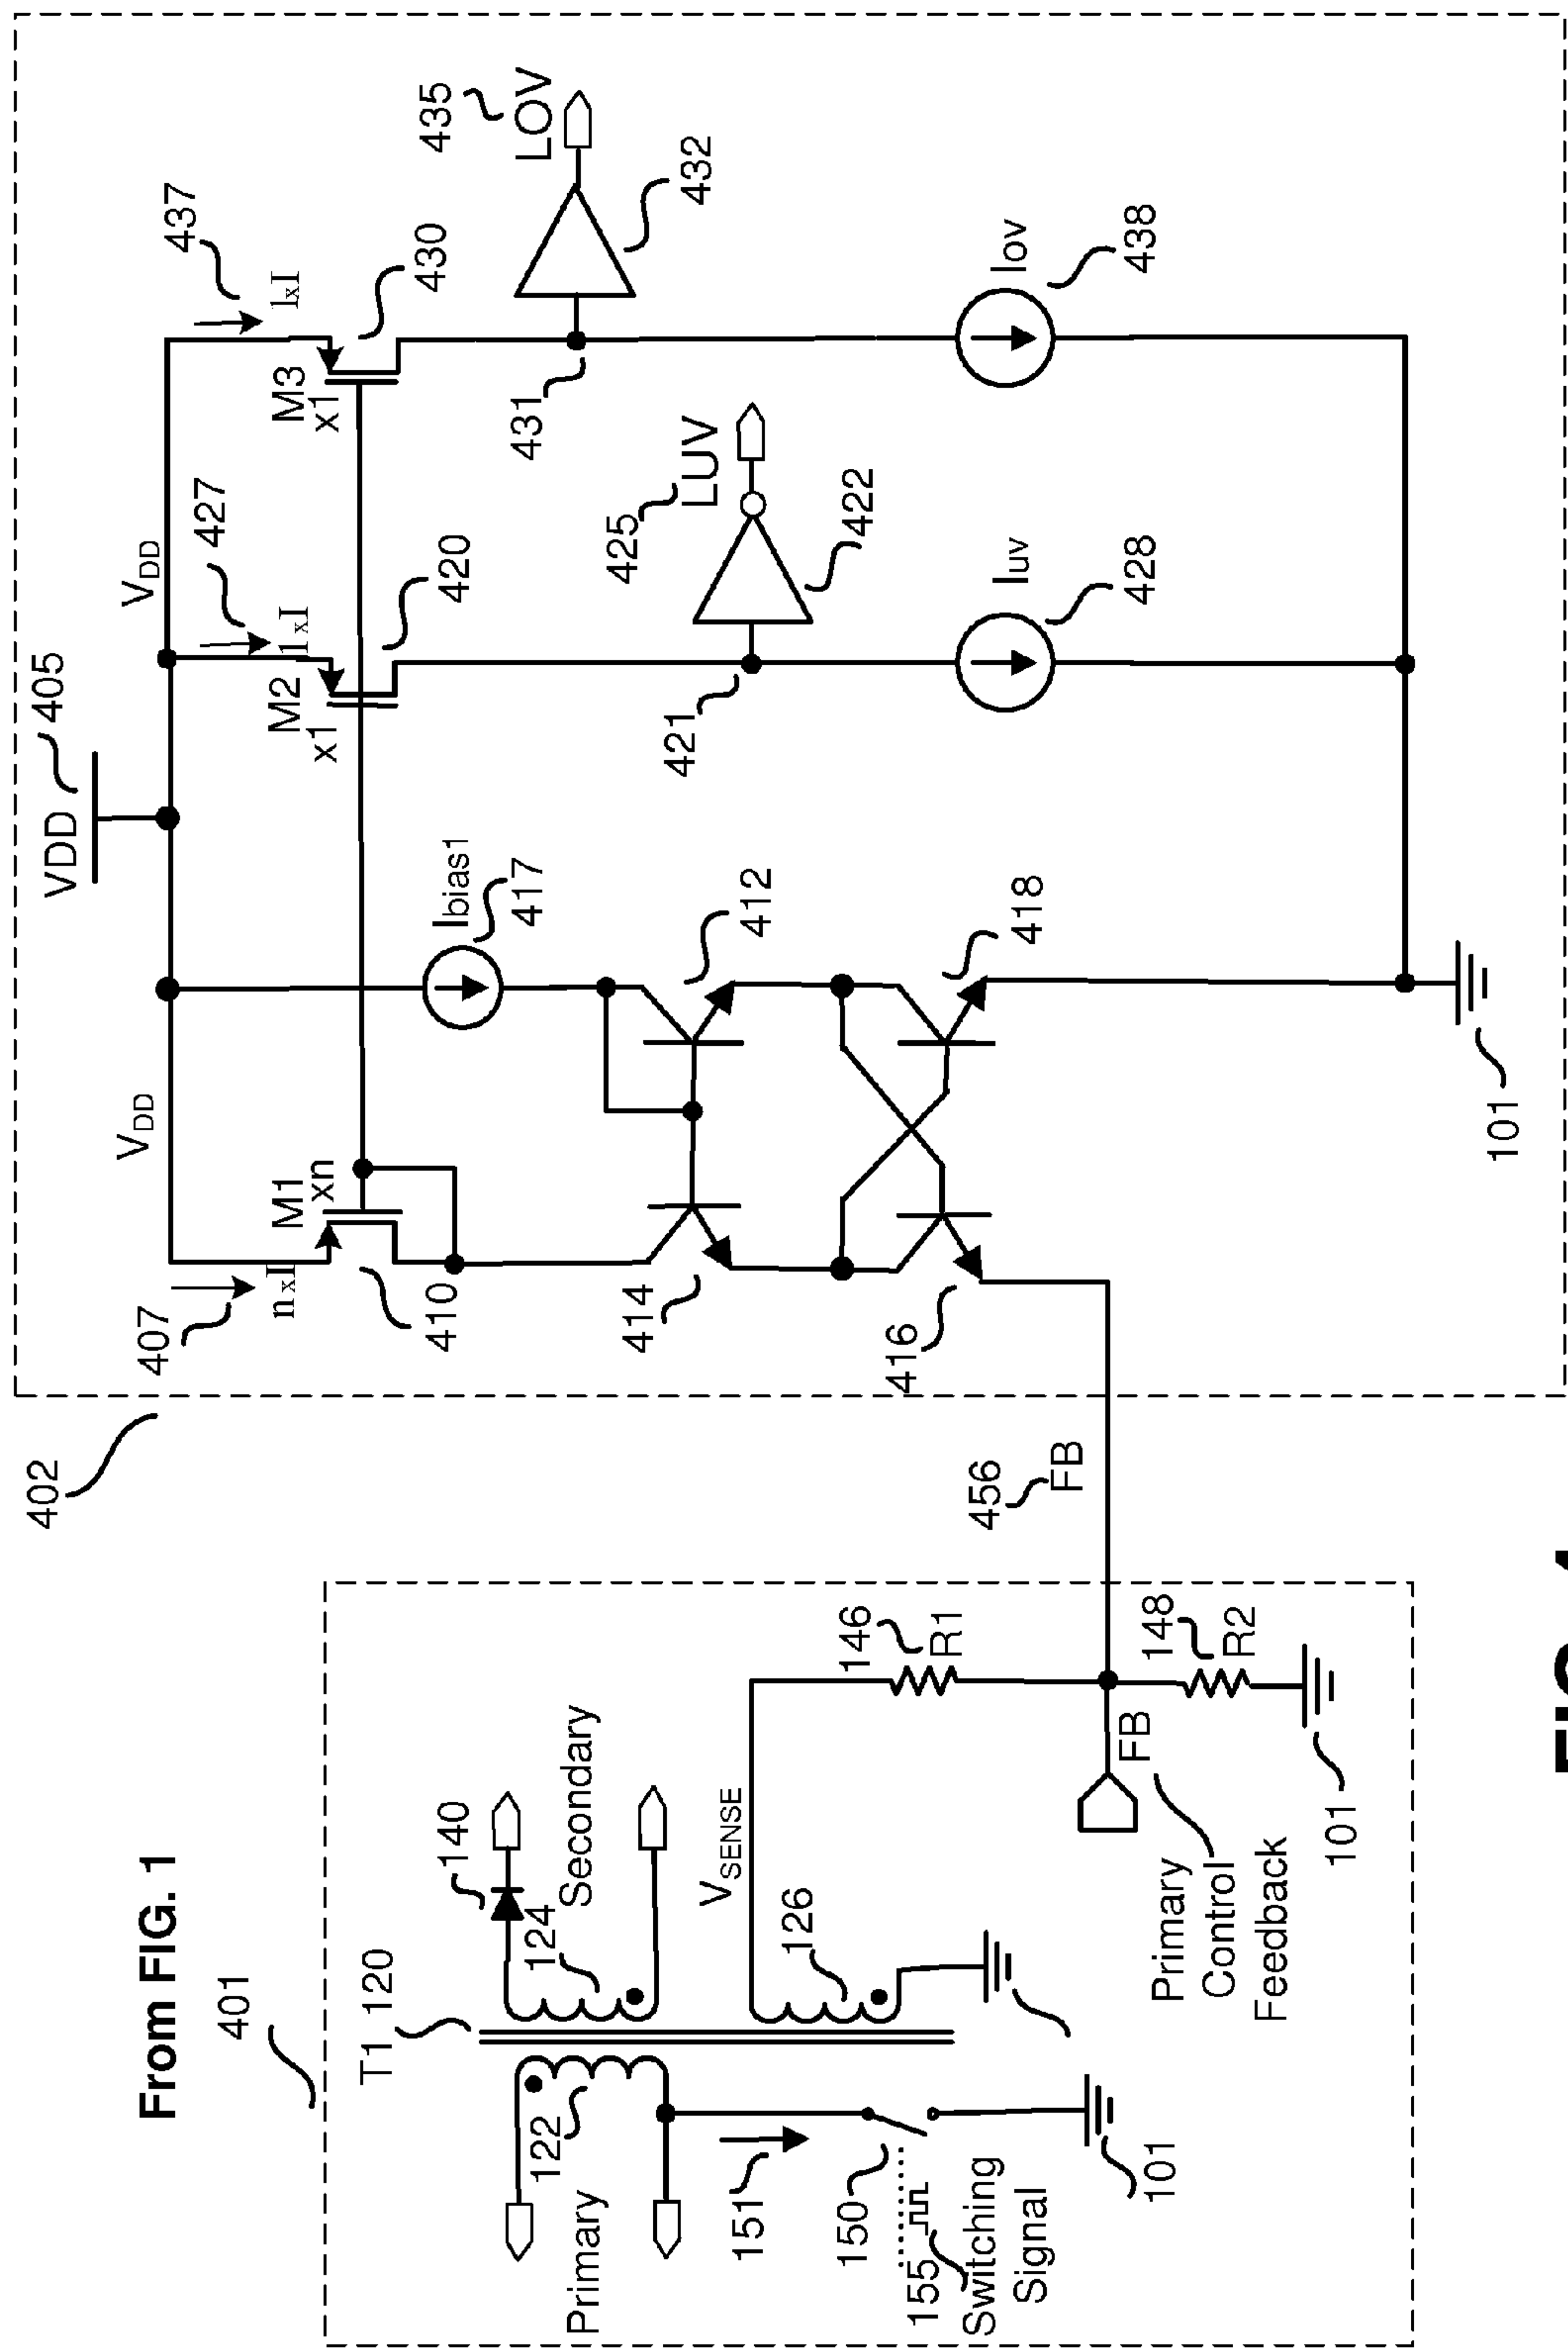 From FIG. 1
401
T1 120
140
124
Secondary
122
Primary
126
VSENSE
151
150
155
Switching
Signal
101
146
R1
148
R2
FB
Primary
Control
Feedback
101
456
FB
402
VDD
405
VDD
VDD
407
nxI
M1
xn
410
Ibias1
417
412
414
416
418
101
427
1xI
M2
x1
420
421
422
425
LUV
Iuv
428
437
1xI
M3
x1
430
431
432
435
LOV
Iov
438